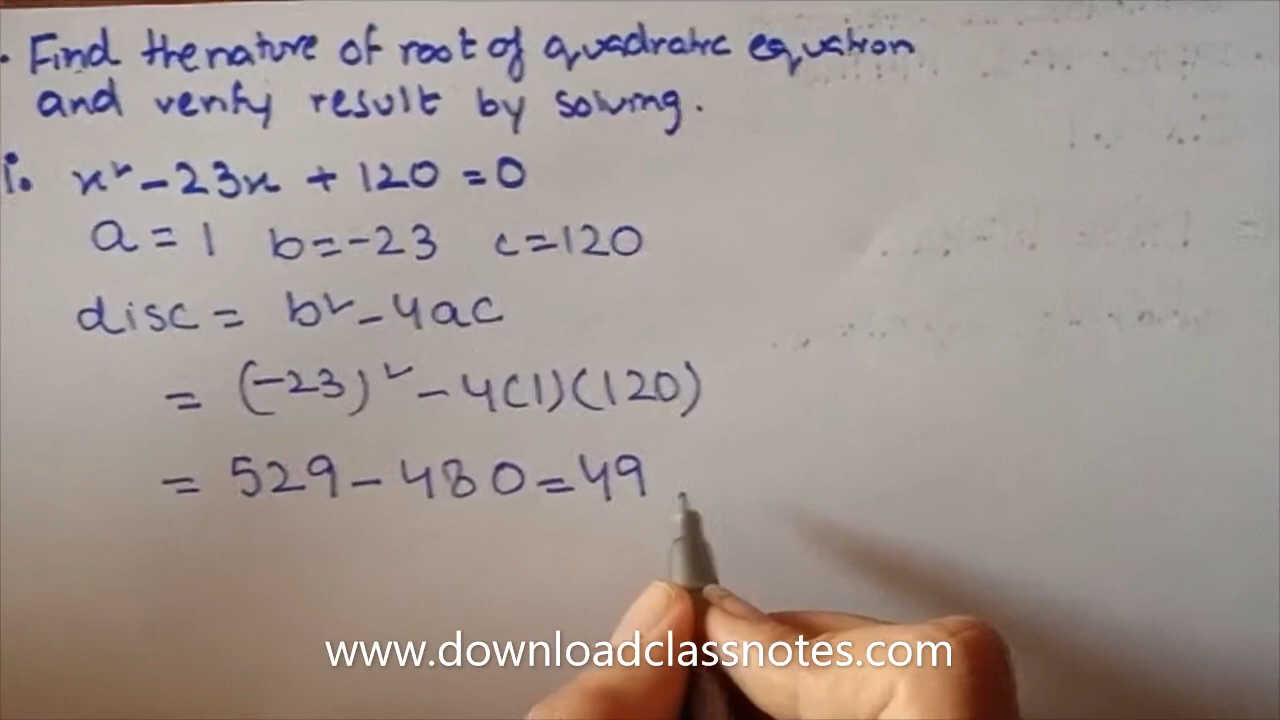 . Find the nature of root of quadratic equation
and verify result by solving.
i. x² - 23x + 120 = 0
a = 1 b = -23 c = 120
disc = b² - 4ac
= (-23)² - 4(1)(120)
= 529 - 480 = 49
www.downloadclassnotes.com